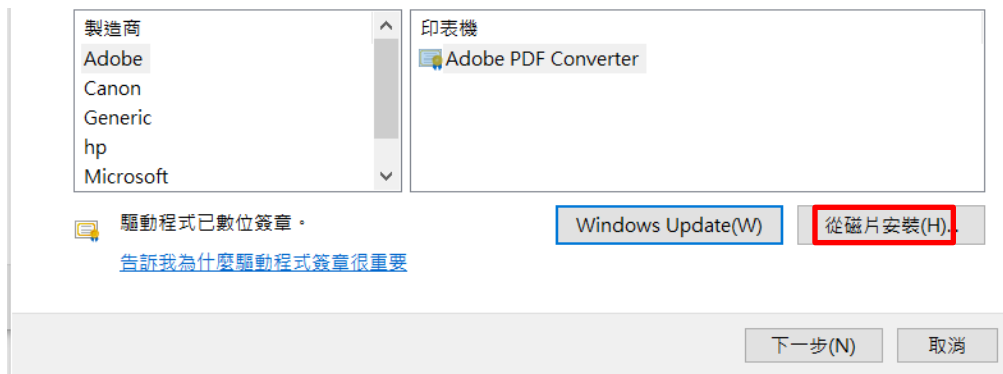 製造商
Adobe
Canon
Generic
hp
Microsoft
印表機
Adobe PDF Converter
驅動程式已數位簽章。
告訴我為什麼驅動程式簽章很重要
Windows Update(W)
從磁片安裝(H)...
下一步(N)
取消